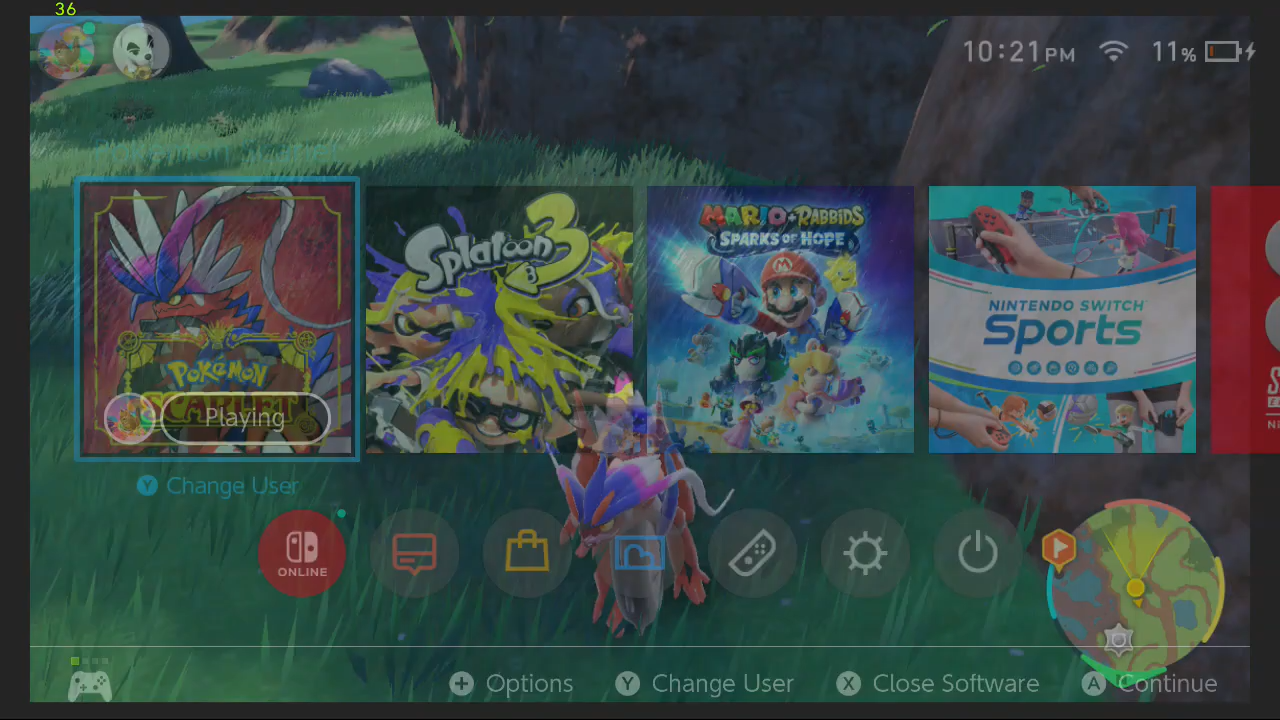 36
10:21PM
11%
Splatoon 3
MARIO + RABBIDS
SPARKS OF HOPE
NINTENDO SWITCH
Sports
POKéMON
SCARLET
Playing
Y Change User
ONLINE
+ Options
Y Change User
X Close Software
A Continue